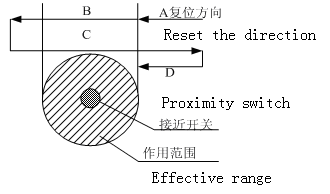 B
A复位方向
C
Reset the direction
D
Proximity switch
接近开关
作用范围
Effective range